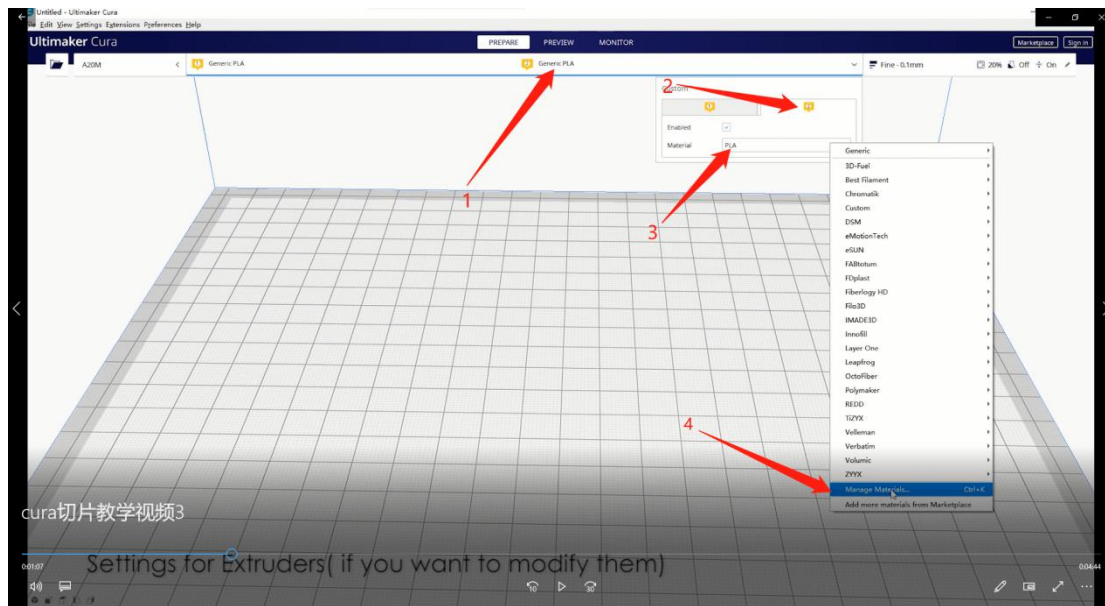 Untitled - Ultimaker Cura
Edit View Settings Extensions Preferences Help
Ultimaker Cura
PREPARE PREVIEW MONITOR
Marketplace Sign in
A20M
Generic PLA
Generic PLA
Fine - 0.1mm
20% Off On
2
Custom
Enabled
Material PLA
1
3
Generic
3D-Fuel
Best Filament
Chromatik
Custom
DSM
eMotionTech
eSUN
FABtotum
FDplast
Fiberlogy HD
Filo3D
IMADE3D
Innofill
Layer One
Leapfrog
OctoFiber
Polymaker
REDD
TiZYX
Velleman
Verbatim
Volumic
ZYYX
4
Manage Materials... Ctrl+K
Add more materials from Marketplace
cura切片教学视频3
Settings for Extruders( if you want to modify them)
0:01:07
0:04:44
10
30